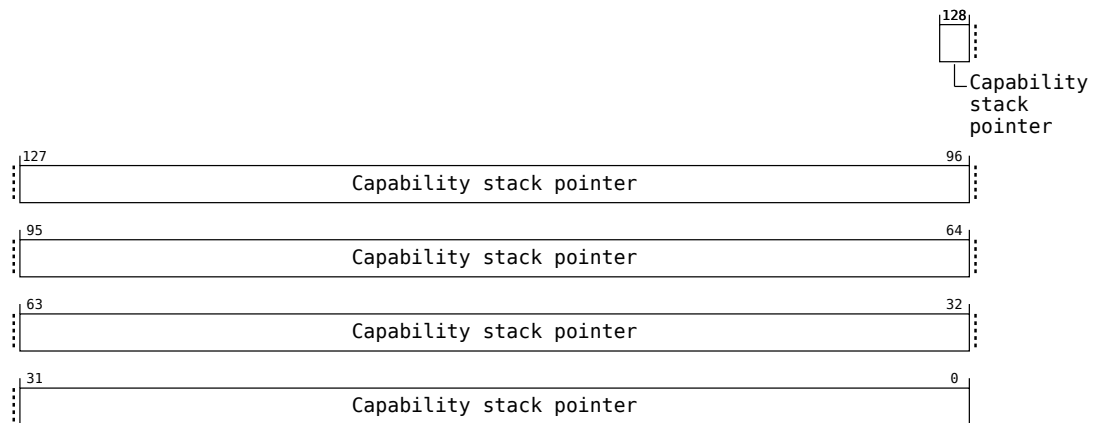 128
Capability
stack
pointer
127 96
Capability stack pointer
95 64
Capability stack pointer
63 32
Capability stack pointer
31 0
Capability stack pointer